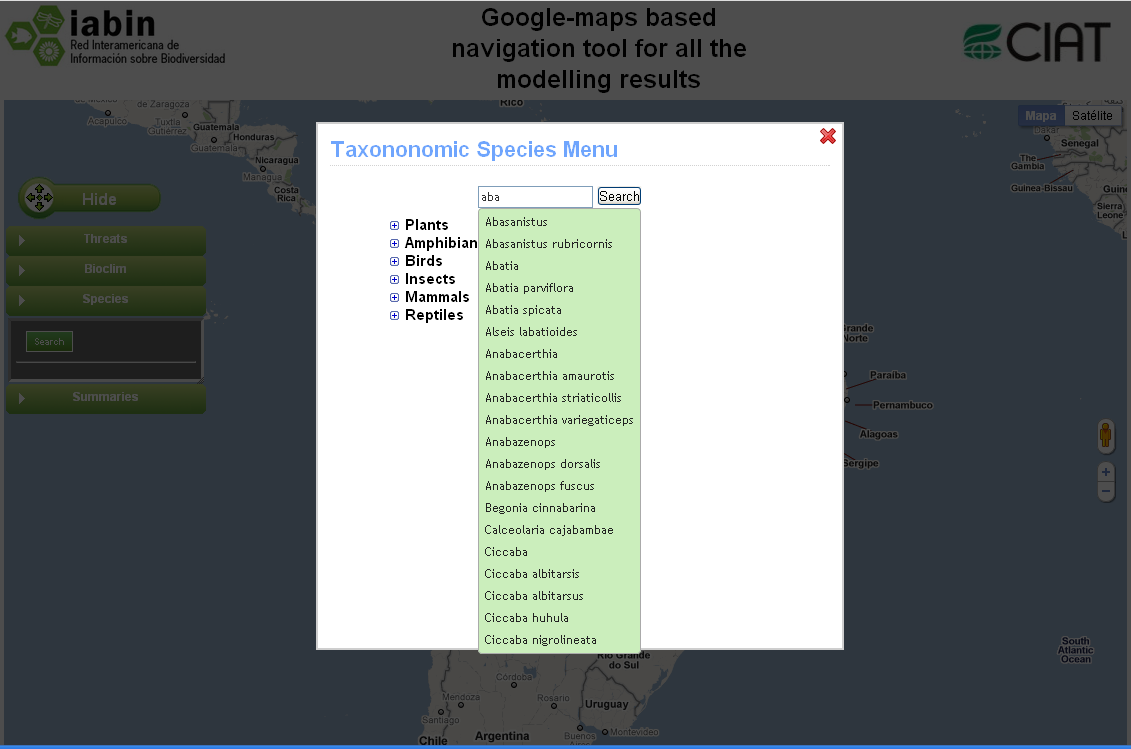 iabin
Red Interamericana de
Información sobre Biodiversidad
Google-maps based
navigation tool for all the
modelling results
CIAT
Rico
de Zaragoza
Acapulco
Tuxtla
Gutiérrez
Guatemala
Guatemala
Honduras
Nicaragua
Managua
Costa
Rica
Mapa
Satélite
Dakar
Senegal
The
Gambia
Guinea-Bissau
Sierra
Leone
Hide
Threats
Bioclim
Species
Search
Summaries
Taxononomic Species Menu
aba
Search
Plants
Amphibian
Birds
Insects
Mammals
Reptiles
Abasanistus
Abasanistus rubricornis
Abatia
Abatia parviflora
Abatia spicata
Alseis labatioides
Anabacerthia
Anabacerthia amaurotis
Anabacerthia striaticollis
Anabacerthia variegaticeps
Anabazenops
Anabazenops dorsalis
Anabazenops fuscus
Begonia cinnabarina
Calceolaria cajabambae
Ciccaba
Ciccaba albitarsis
Ciccaba albitarsus
Ciccaba huhula
Ciccaba nigrolineata
Grande
Norte
Paraíba
Pernambuco
Alagoas
Sergipe
+
−
South
Atlantic
Ocean
Rio Grande
do Sul
Córdoba
Mendoza
Rosario
Uruguay
Santiago
Buenos
Montevideo
Argentina
Chile